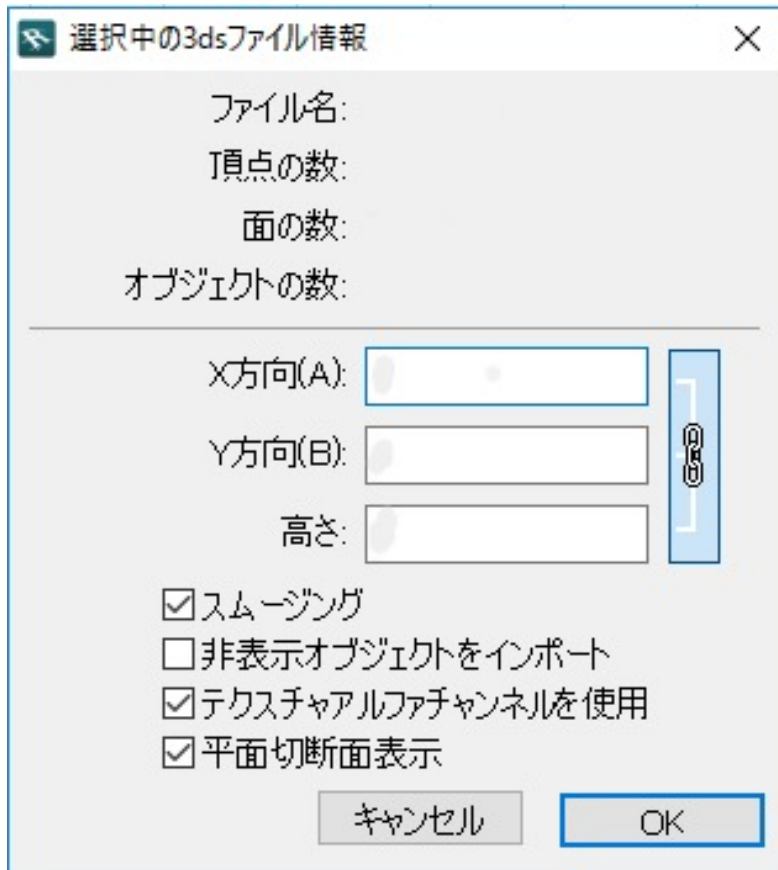 選択中の3dsファイル情報
ファイル名:
頂点の数:
面の数:
オブジェクトの数:
X方向(A):
Y方向(B):
高さ:
スムージング
非表示オブジェクトをインポート
テクスチャアルファチャンネルを使用
平面切断面表示
キャンセル OK